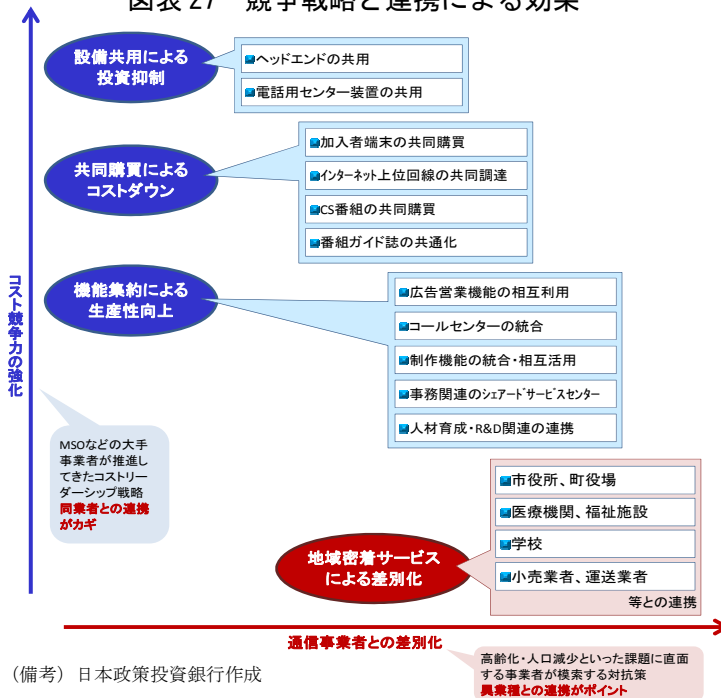 図表27 競争戦略と連携による効果
設備共用による
投資抑制
■ヘッドエンドの共用
■電話用センター装置の共用
共同購買による
コストダウン
■加入者端末の共同購買
■インターネット上位回線の共同調達
■CS番組の共同購買
■番組ガイド誌の共通化
機能集約による
生産性向上
■広告営業機能の相互利用
■コールセンターの統合
■制作機能の統合・相互活用
■事務関連のシェアードサービスセンター
■人材育成・R&D関連の連携
コスト競争力の強化
MSOなどの大手
事業者が推進し
てきたコストリー
ダーシップ戦略
同業者との連携
がカギ
地域密着サービス
による差別化
■市役所、町役場
■医療機関、福祉施設
■学校
■小売業者、運送業者
等との連携
通信事業者との差別化
高齢化・人口減少といった課題に直面
する事業者が模索する対抗策
異業種との連携がポイント
(備考)日本政策投資銀行作成